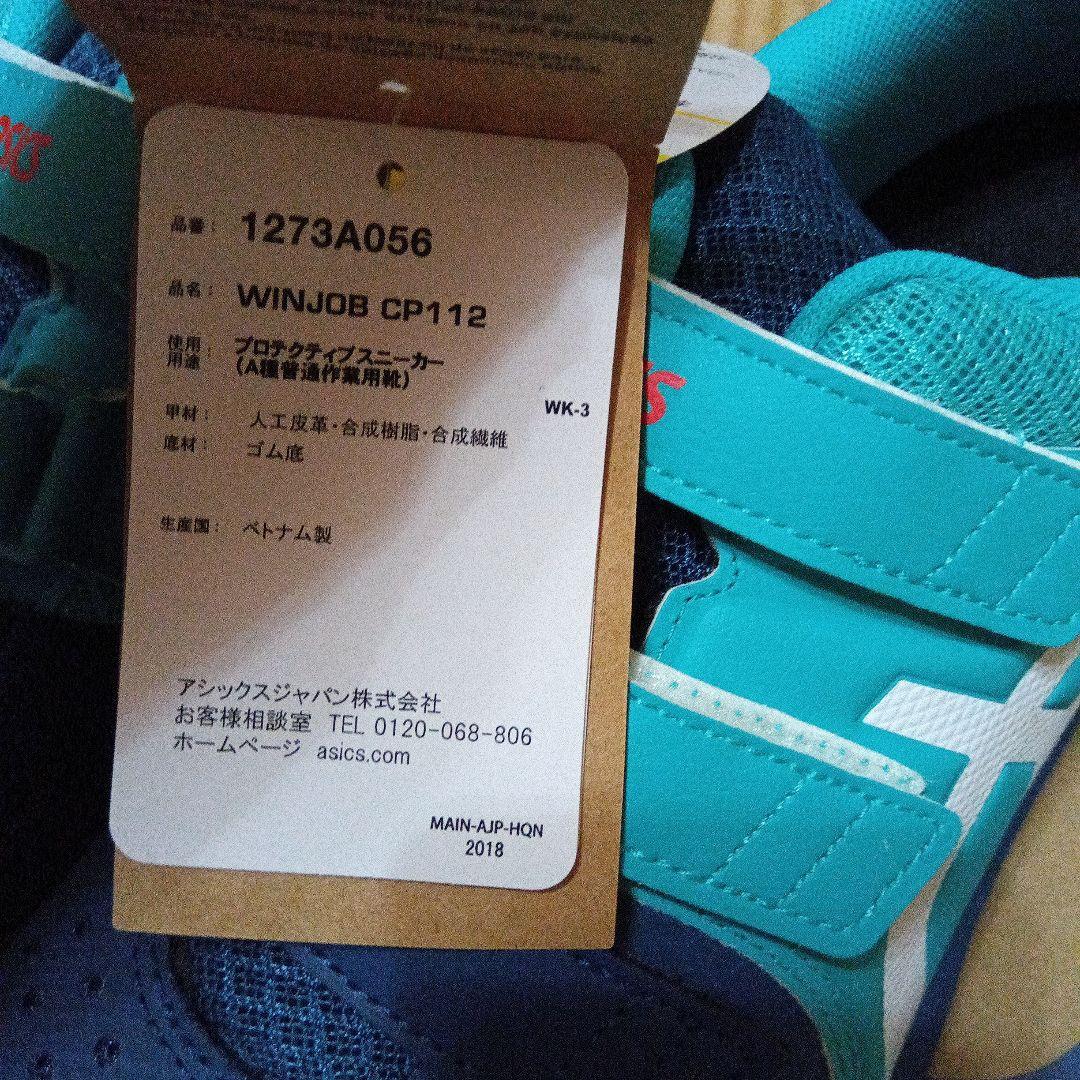 品番： 1273A056
品名： WINJOB CP112
使用用途： プロテクティブスニーカー
(A種普通作業用靴)
WK-3
甲材： 人工皮革・合成樹脂・合成繊維
底材： ゴム底
生産国： ベトナム製
アシックスジャパン株式会社
お客様相談室 TEL 0120-068-806
ホームページ asics.com
MAIN-AJP-HQN
2018